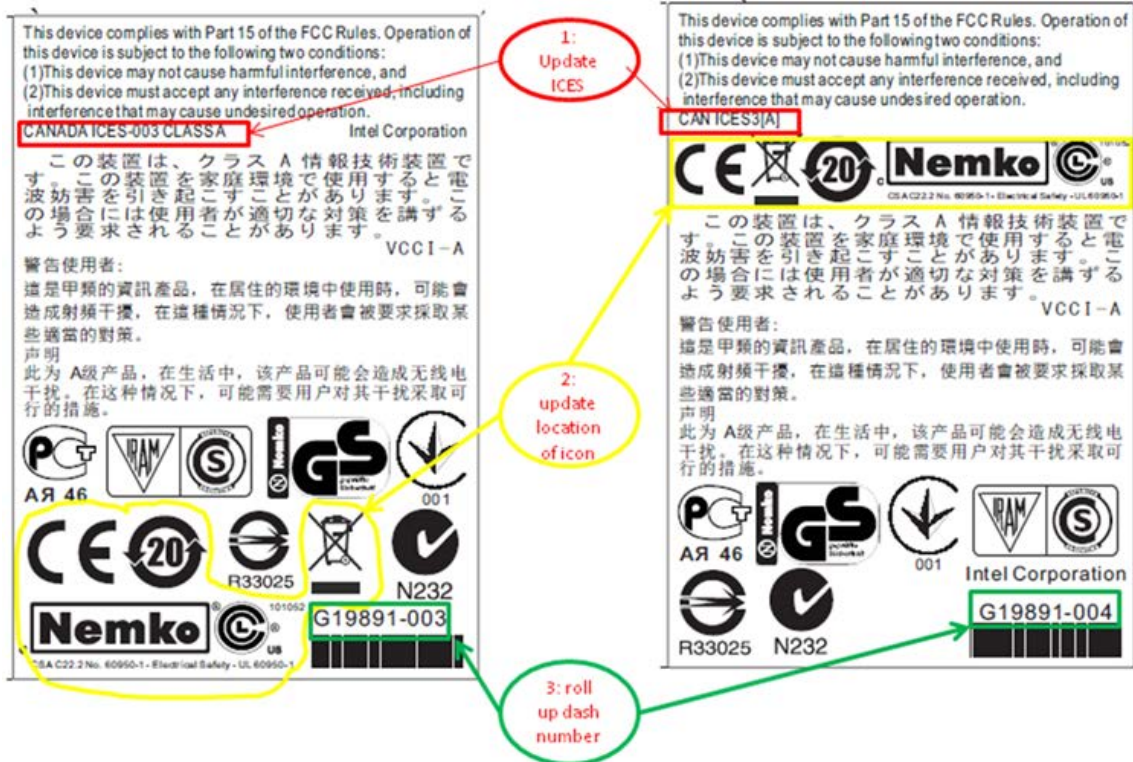 This device complies with Part 15 of the FCC Rules. Operation of
this device is subject to the following two conditions:
(1)This device may not cause harmful interference, and
(2)This device must accept any interference received, including
interference that may cause undesired operation.
CANADA ICES-003 CLASS A
Intel Corporation
この装置は、クラス A 情報技術装置で
す。この装置を家庭環境で使用すると電
波妨害を引き起こすことがあります。こ
の場合には使用者が適切な対策を講ずる
よう要求されることがあります。
VCCI-A
警告使用者:
這是甲類的資訊產品，在居住的環境中使用時，可能會
造成射頻干擾，在這種情況下，使用者會被要求採取某
些適當的對策。
声明
此为 A级产品，在生活中，该产品可能会造成无线电
干扰。在这种情况下，可能需要用户对其干扰采取可
行的措施。
РСТ
АЯ 46
IRAM
S
Nemko
GS
geprüfte
Sicherheit
001
CE
20
R33025
N232
Nemko
®
101052
C
L
®
US
c
CSA C22.2 No. 60950-1 - Electrical Safety - UL 60950-1
G19891-003
1:
Update
ICES
2:
update
location
of icon
3: roll
up dash
number
This device complies with Part 15 of the FCC Rules. Operation of
this device is subject to the following two conditions:
(1)This device may not cause harmful interference, and
(2)This device must accept any interference received, including
interference that may cause undesired operation.
CAN ICES3[A]
CE
20
c
Nemko
®
101052
C
L
®
US
CSA C22.2 No. 60950-1 - Electrical Safety - UL 60950-1
この装置は、クラス A 情報技術装置で
す。この装置を家庭環境で使用すると電
波妨害を引き起こすことがあります。こ
の場合には使用者が適切な対策を講ずる
よう要求されることがあります。
VCCI-A
警告使用者:
這是甲類的資訊產品，在居住的環境中使用時，可能會
造成射頻干擾，在這種情況下，使用者會被要求採取某
些適當的對策。
声明
此为 A级产品，在生活中，该产品可能会造成无线电
干扰。在这种情况下，可能需要用户对其干扰采取可
行的措施。
РСТ
АЯ 46
Nemko
GS
geprüfte
Sicherheit
001
IRAM
S
Intel Corporation
R33025
N232
G19891-004